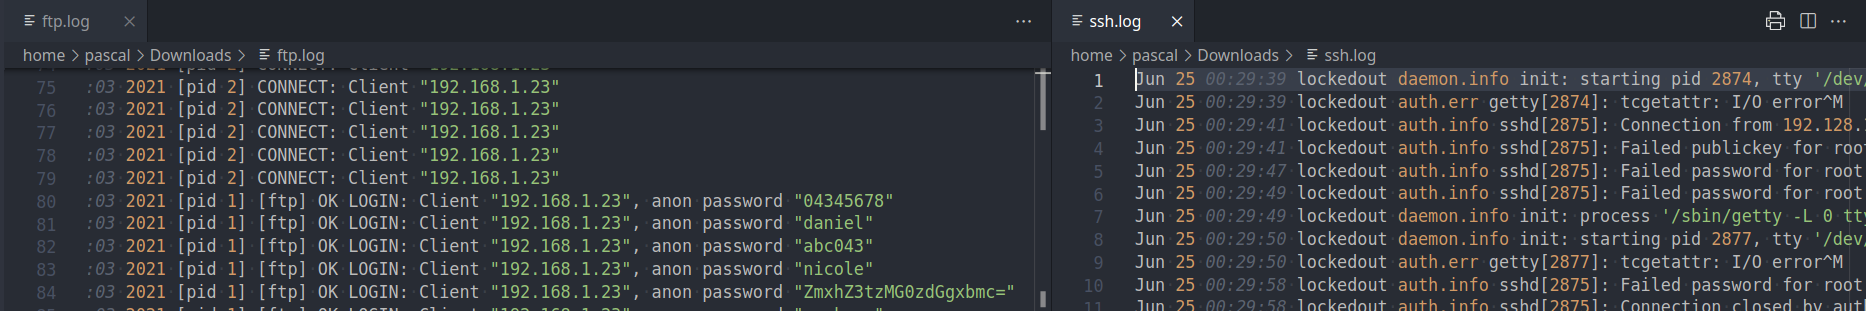 ftp.log
home > pascal > Downloads > ftp.log
75 :03 2021 [pid 2] CONNECT: Client "192.168.1.23"
76 :03 2021 [pid 2] CONNECT: Client "192.168.1.23"
77 :03 2021 [pid 2] CONNECT: Client "192.168.1.23"
78 :03 2021 [pid 2] CONNECT: Client "192.168.1.23"
79 :03 2021 [pid 2] CONNECT: Client "192.168.1.23"
80 :03 2021 [pid 1] [ftp] OK LOGIN: Client "192.168.1.23", anon password "04345678"
81 :03 2021 [pid 1] [ftp] OK LOGIN: Client "192.168.1.23", anon password "daniel"
82 :03 2021 [pid 1] [ftp] OK LOGIN: Client "192.168.1.23", anon password "abc043"
83 :03 2021 [pid 1] [ftp] OK LOGIN: Client "192.168.1.23", anon password "nicole"
84 :03 2021 [pid 1] [ftp] OK LOGIN: Client "192.168.1.23", anon password "ZmxhZ3tzMG0zdGgxbmc="
ssh.log
home > pascal > Downloads > ssh.log
1 Jun 25 00:29:39 lockedout daemon.info init: starting pid 2874, tty '/dev/
2 Jun 25 00:29:39 lockedout auth.err getty[2874]: tcgetattr: I/O error^M
3 Jun 25 00:29:41 lockedout auth.info sshd[2875]: Connection from 192.128.
4 Jun 25 00:29:41 lockedout auth.info sshd[2875]: Failed publickey for root
5 Jun 25 00:29:47 lockedout auth.info sshd[2875]: Failed password for root
6 Jun 25 00:29:49 lockedout auth.info sshd[2875]: Failed password for root
7 Jun 25 00:29:49 lockedout daemon.info init: process '/sbin/getty -L 0 tty
8 Jun 25 00:29:50 lockedout daemon.info init: starting pid 2877, tty '/dev/
9 Jun 25 00:29:50 lockedout auth.err getty[2877]: tcgetattr: I/O error^M
10 Jun 25 00:29:58 lockedout auth.info sshd[2875]: Failed password for root
11 Jun 25 00:29:58 lockedout auth.info sshd[2875]: Connection closed by aut